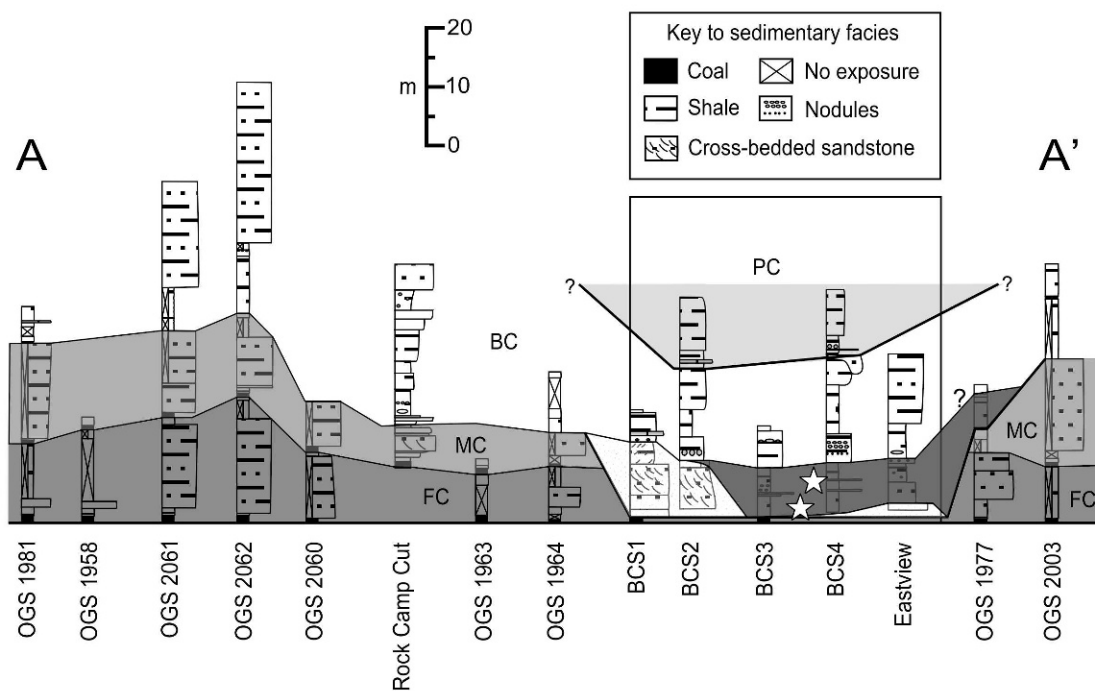 20
m 10
0
Key to sedimentary facies
Coal
No exposure
Shale
Nodules
Cross-bedded sandstone
A
A’
PC
?
?
BC
?
MC
MC
FC
FC
OGS 1981
OGS 1958
OGS 2061
OGS 2062
OGS 2060
Rock Camp Cut
OGS 1963
OGS 1964
BCS1
BCS2
BCS3
BCS4
Eastview
OGS 1977
OGS 2003